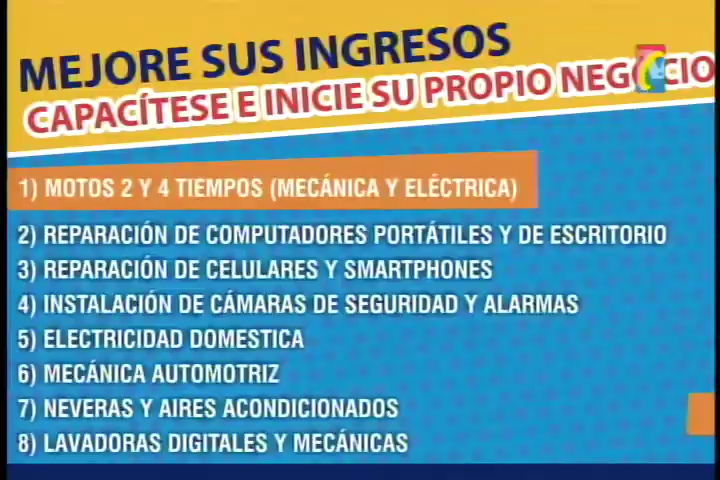 MEJORE SUS INGRESOS
CAPACÍTESE E INICIE SU PROPIO NEGOCIO
1) MOTOS 2 Y 4 TIEMPOS (MECÁNICA Y ELÉCTRICA)
2) REPARACIÓN DE COMPUTADORES PORTÁTILES Y DE ESCRITORIO
3) REPARACIÓN DE CELULARES Y SMARTPHONES
4) INSTALACIÓN DE CÁMARAS DE SEGURIDAD Y ALARMAS
5) ELECTRICIDAD DOMESTICA
6) MECÁNICA AUTOMOTRIZ
7) NEVERAS Y AIRES ACONDICIONADOS
8) LAVADORAS DIGITALES Y MECÁNICAS